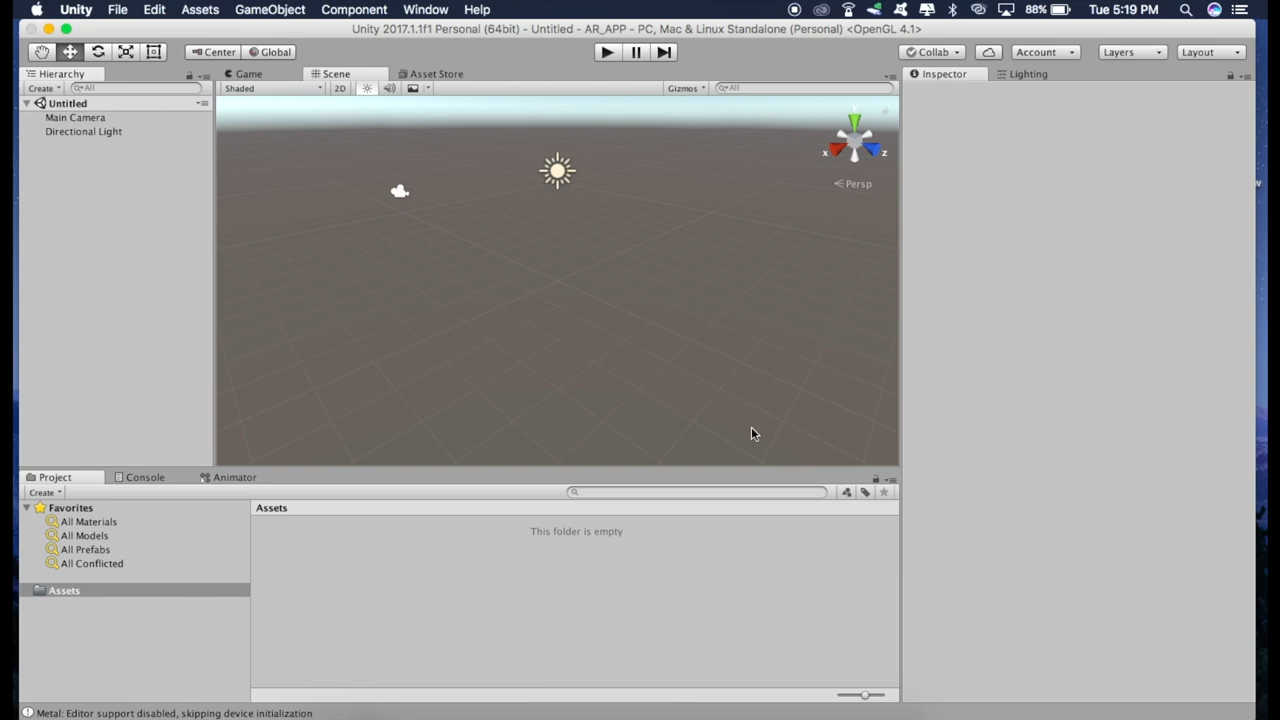 Unity File Edit Assets GameObject Component Window Help 88% Tue 5:19 PM
Unity 2017.1.1f1 Personal (64bit) - Untitled - AR_APP - PC, Mac & Linux Standalone (Personal) <OpenGL 4.1>
Center Global Collab Account Layers Layout
Hierarchy Game Scene Asset Store Inspector Lighting
Create All Shaded 2D Gizmos All
Untitled
Main Camera
Directional Light
y
x z
Persp
Project Console Animator
Create
Favorites Assets
All Materials
This folder is empty
All Models
All Prefabs
All Conflicted
Assets
Metal: Editor support disabled, skipping device initialization